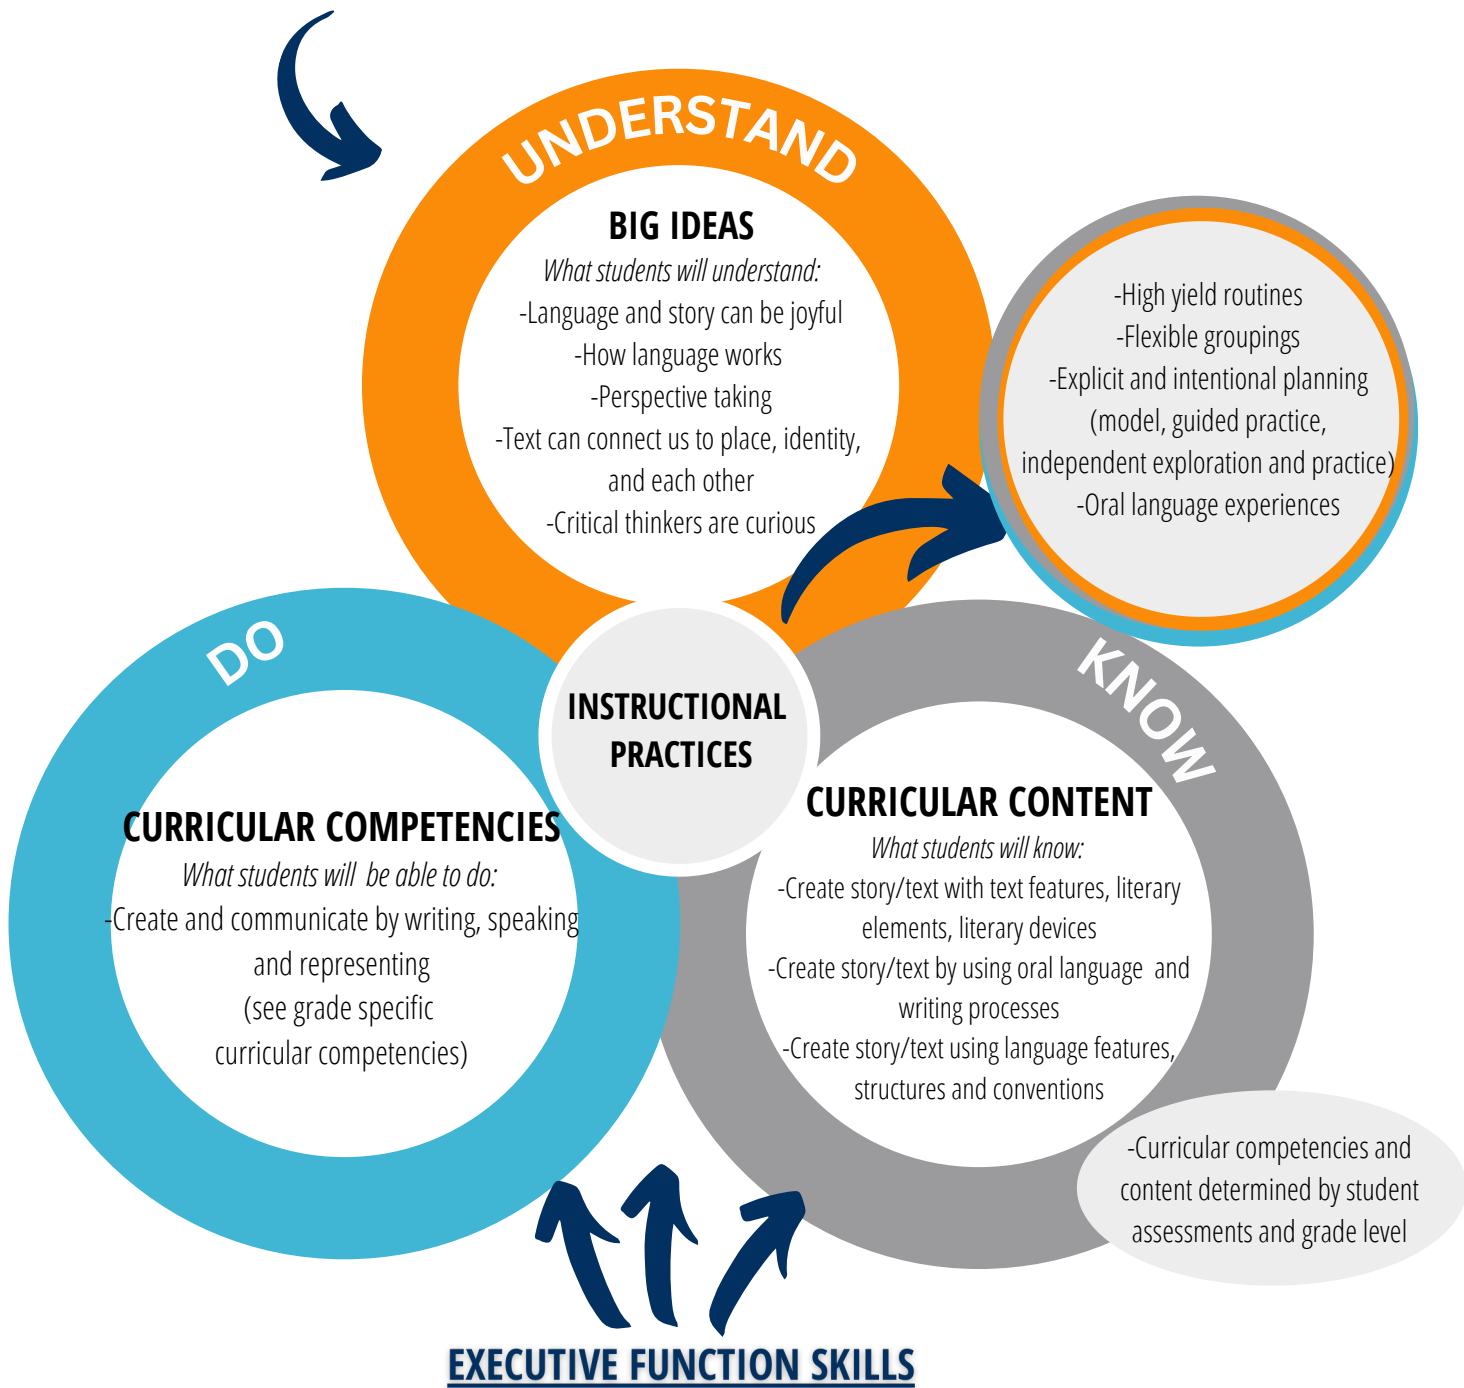 UNDERSTAND
BIG IDEAS
What students will understand:
-Language and story can be joyful
-How language works
-Perspective taking
-Text can connect us to place, identity,
and each other
-Critical thinkers are curious
-High yield routines
-Flexible groupings
-Explicit and intentional planning
(model, guided practice,
independent exploration and practice)
-Oral language experiences
INSTRUCTIONAL
PRACTICES
DO
CURRICULAR COMPETENCIES
What students will be able to do:
-Create and communicate by writing, speaking
and representing
(see grade specific
curricular competencies)
KNOW
CURRICULAR CONTENT
What students will know:
-Create story/text with text features, literary
elements, literary devices
-Create story/text by using oral language and
writing processes
-Create story/text using language features,
structures and conventions
-Curricular competencies and
content determined by student
assessments and grade level
EXECUTIVE FUNCTION SKILLS